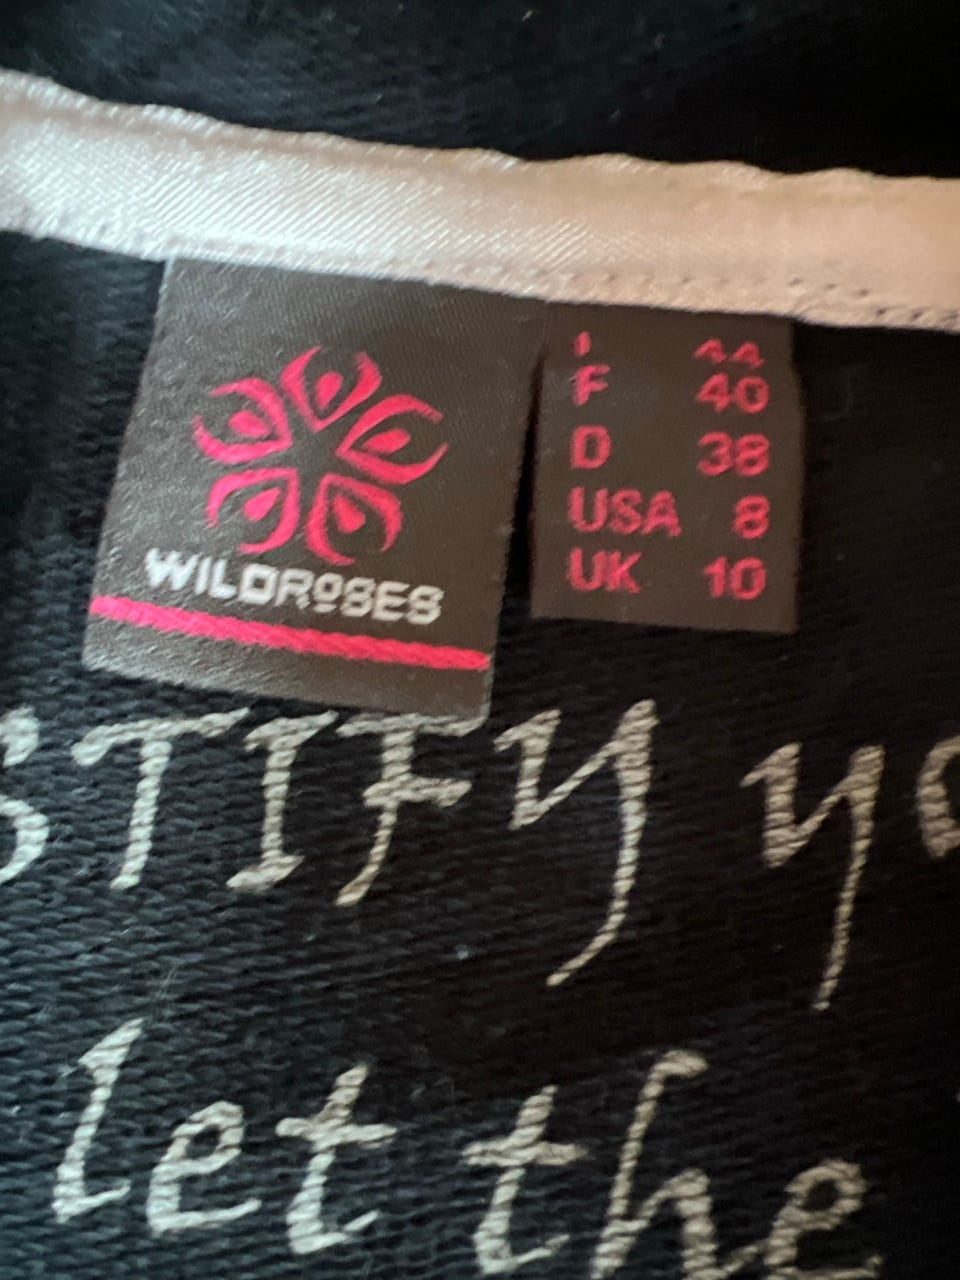 WILDROSES
I 44
F 40
D 38
USA 8
UK 10
STIFY yo
let the